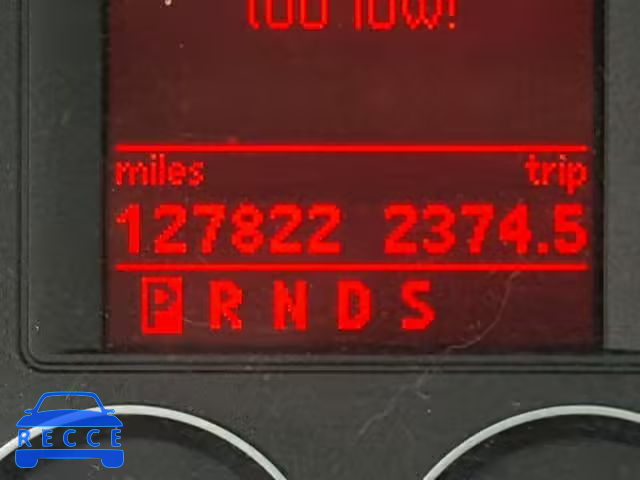 too low!
miles trip
127822 2374.5
P R N D S
RECCE